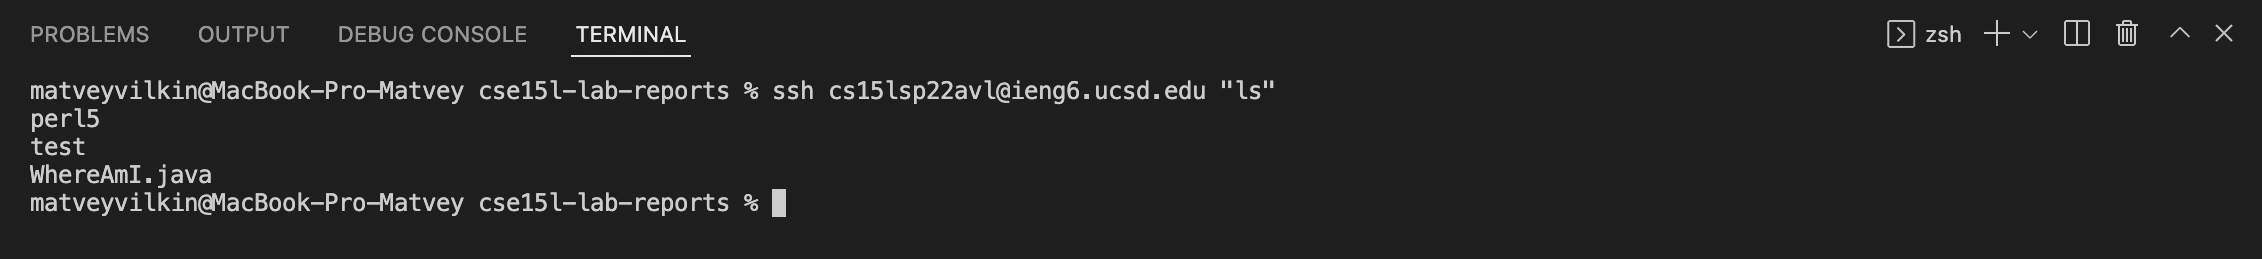 PROBLEMS OUTPUT DEBUG CONSOLE TERMINAL zsh
matveyvilkin@MacBook-Pro-Matvey cse15l-lab-reports % ssh cs15lsp22avl@ieng6.ucsd.edu "ls"
perl5
test
WhereAmI.java
matveyvilkin@MacBook-Pro-Matvey cse15l-lab-reports %